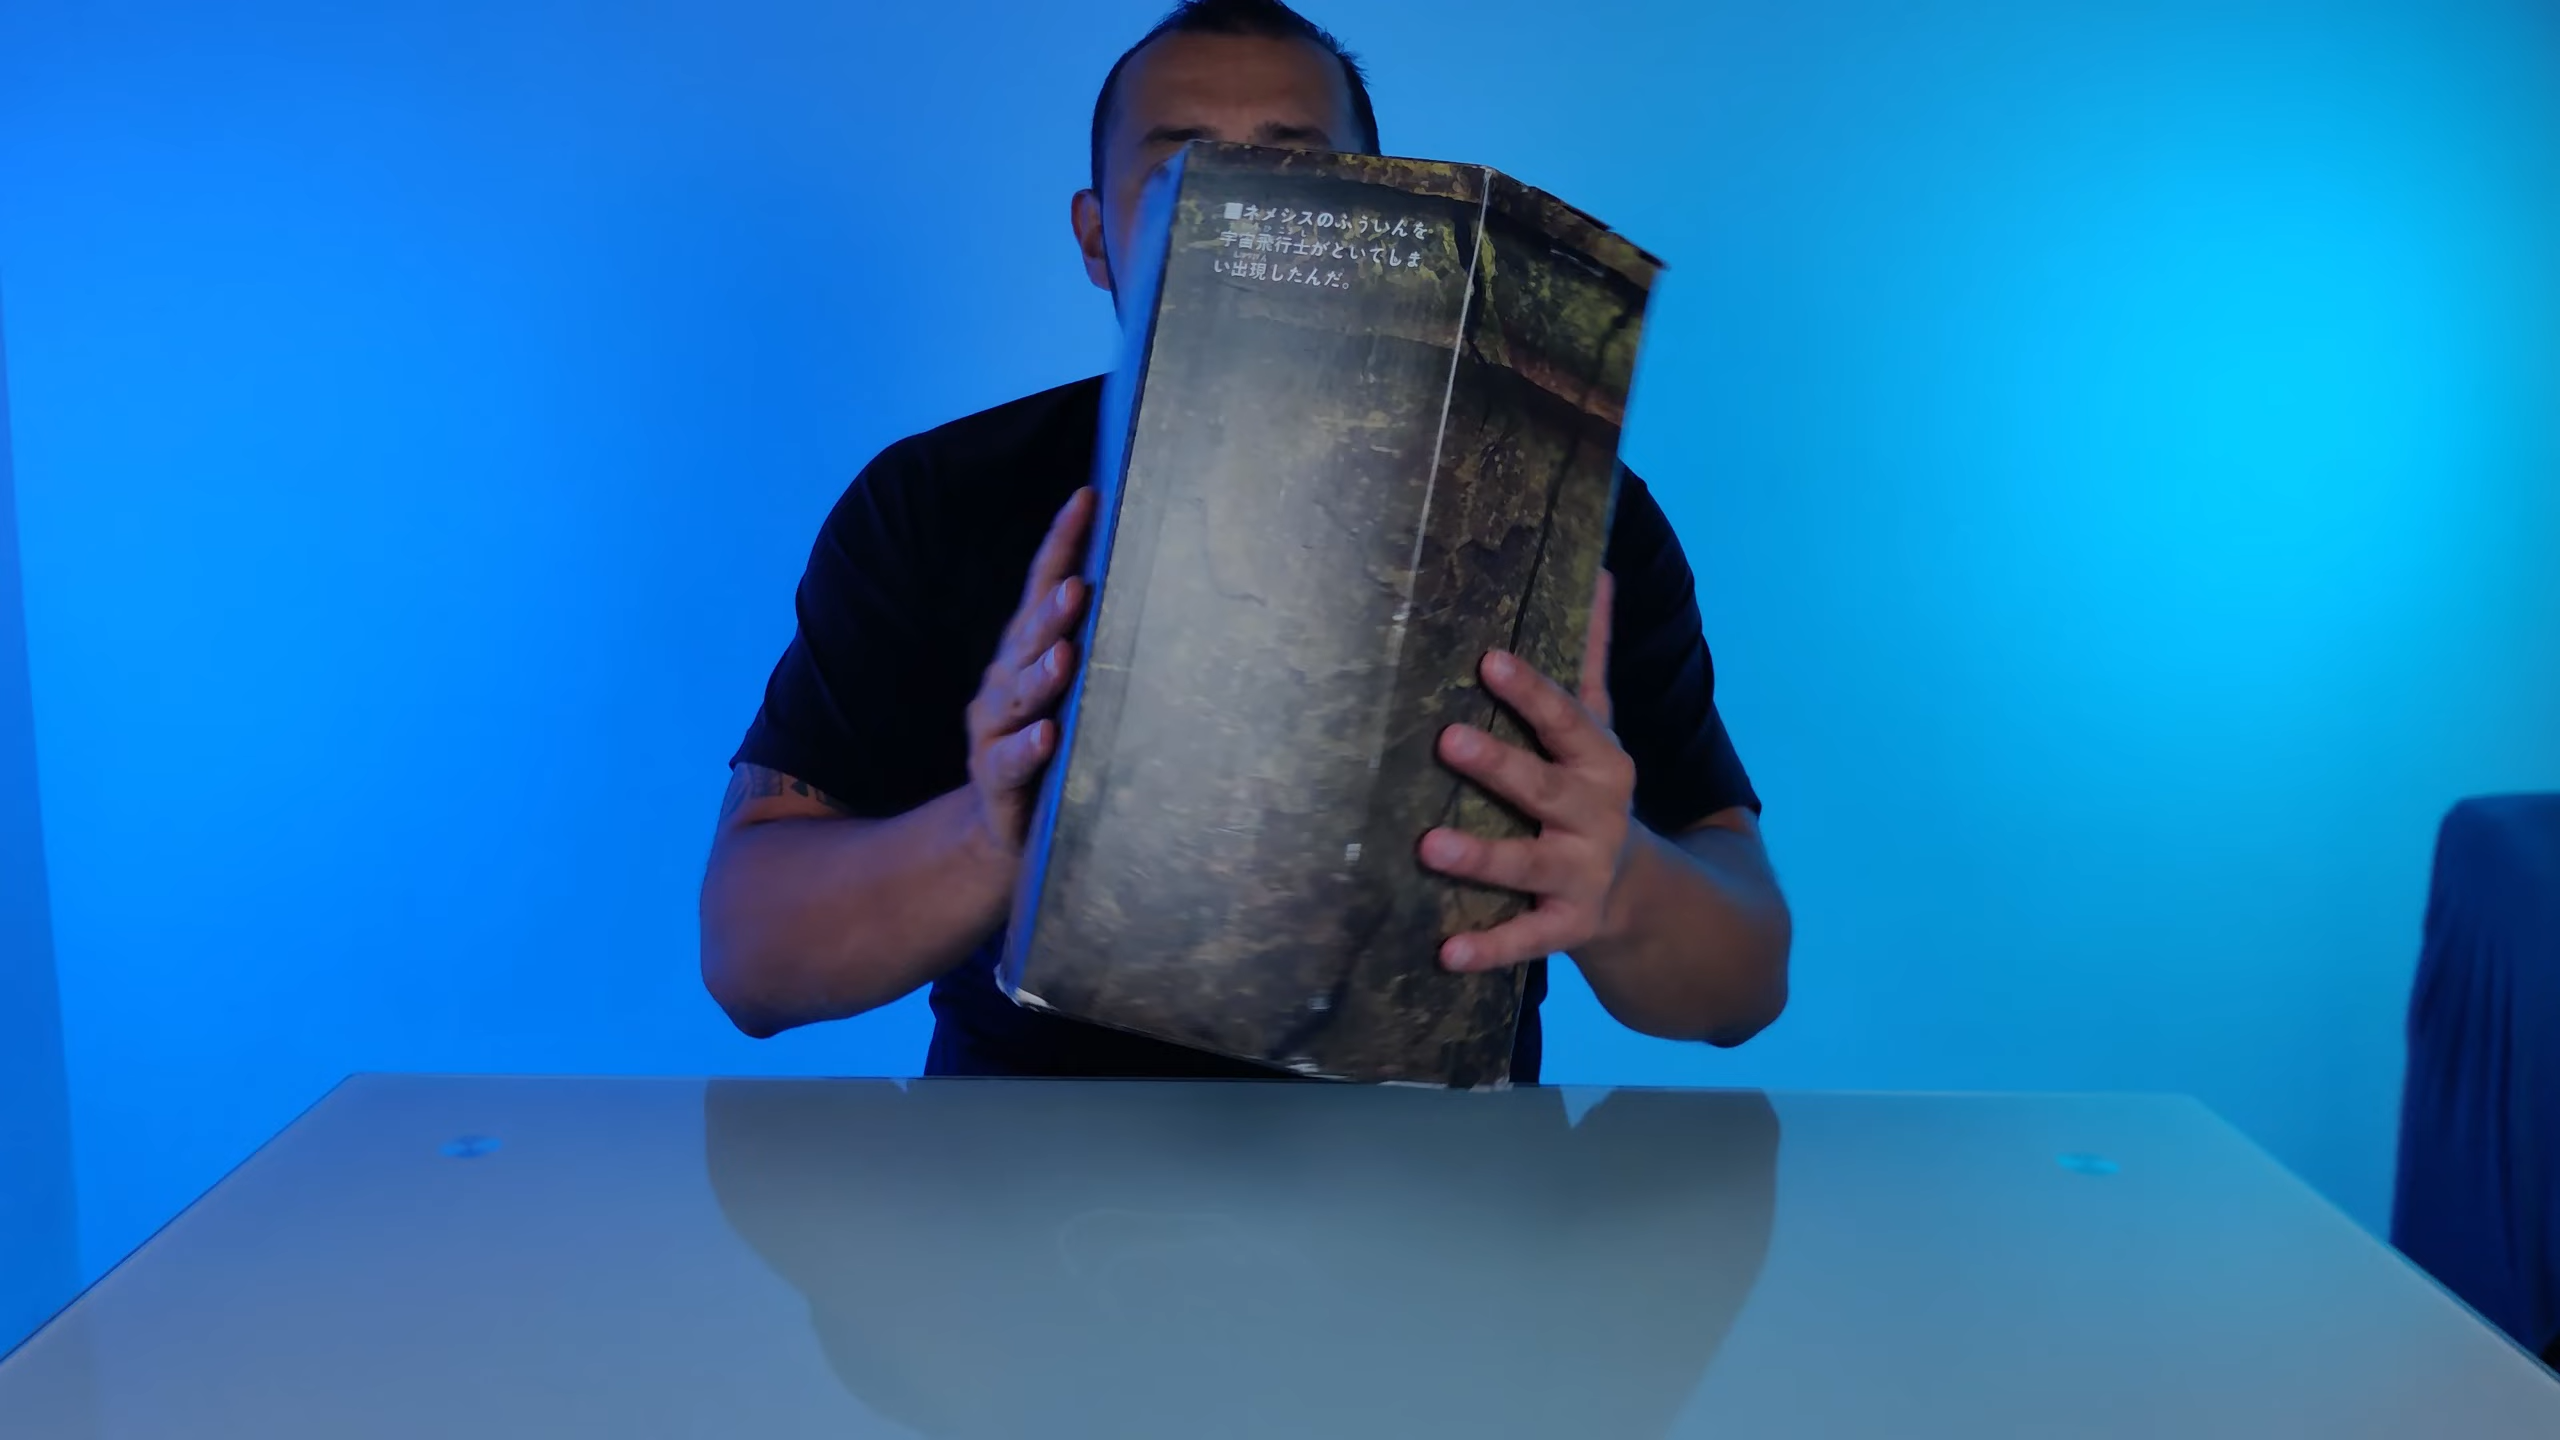 ■ネメシスのふういんを
宇宙飛行士がといてしま
い出現したんだ。